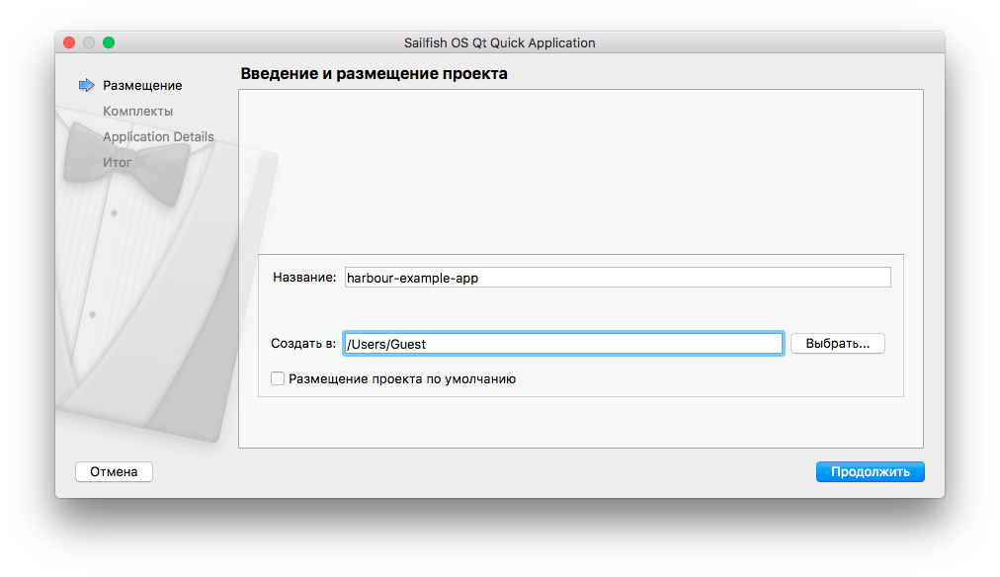 Sailfish OS Qt Quick Application
Размещение
Комплекты
Application Details
Итог
Введение и размещение проекта
Название: harbour-example-app
Создать в: /Users/Guest Выбрать...
Размещение проекта по умолчанию
Отмена Продолжить